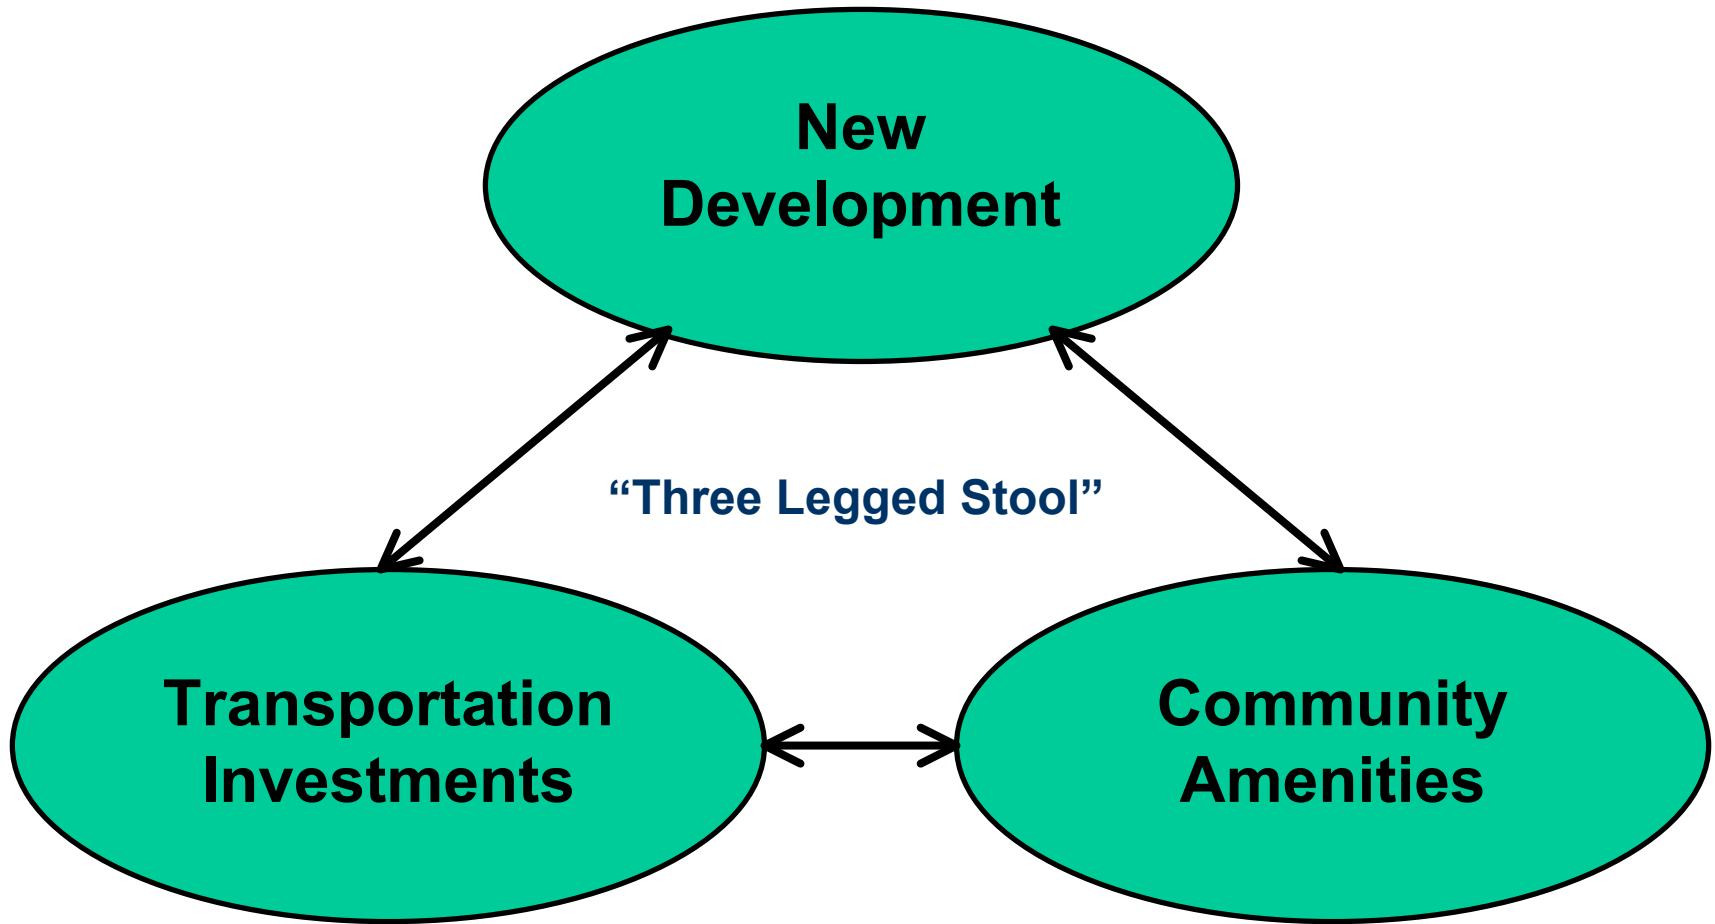 New
Development
“Three Legged Stool”
Transportation
Investments
Community
Amenities